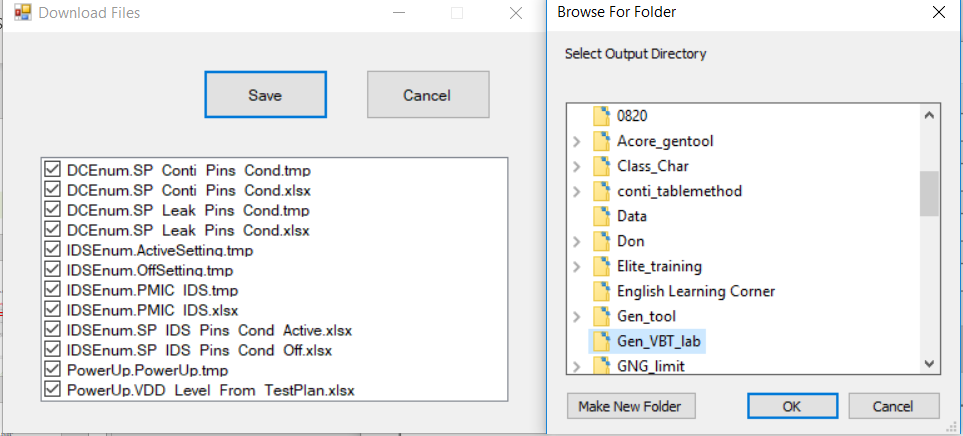 Download Files
Save
Cancel
DCEnum.SP Conti Pins Cond.tmp
DCEnum.SP Conti Pins Cond.xlsx
DCEnum.SP Leak Pins Cond.tmp
DCEnum.SP Leak Pins Cond.xlsx
IDSEnum.ActiveSetting.tmp
IDSEnum.OffSetting.tmp
IDSEnum.PMIC IDS.tmp
IDSEnum.PMIC IDS.xlsx
IDSEnum.SP IDS Pins Cond Active.xlsx
IDSEnum.SP IDS Pins Cond Off.xlsx
PowerUp.PowerUp.tmp
PowerUp.VDD Level From TestPlan.xlsx
Browse For Folder
Select Output Directory
0820
Acore_gentool
Class_Char
conti_tablemethod
Data
Don
Elite_training
English Learning Corner
Gen_tool
Gen_VBT_lab
GNG_limit
Make New Folder
OK
Cancel